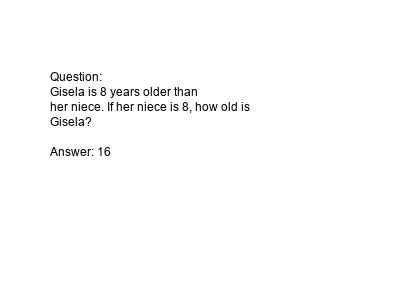 Question:
Gisela is 8 years older than
her niece. If her niece is 8, how old is
Gisela?
Answer: 16